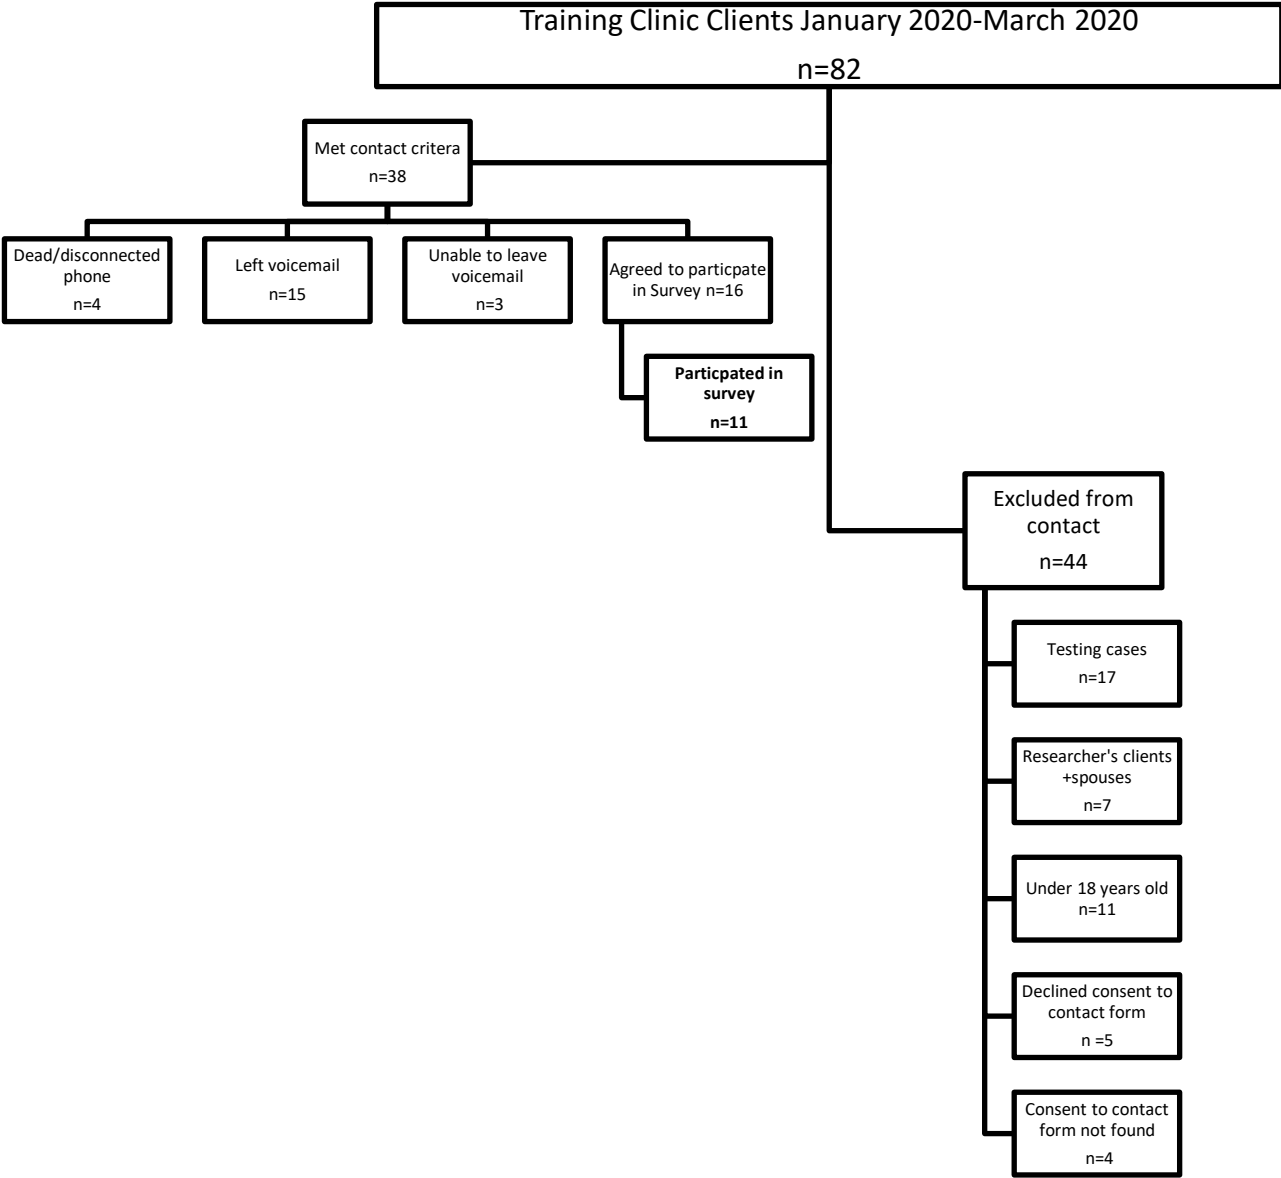 Training Clinic Clients January 2020-March 2020
n=82
Met contact critera
n=38
Dead/disconnected
phone
n=4
Left voicemail
n=15
Unable to leave
voicemail
n=3
Agreed to particpate
in Survey n=16
Particpated in
survey
n=11
Excluded from
contact
n=44
Testing cases
n=17
Researcher's clients
+spouses
n=7
Under 18 years old
n=11
Declined consent to
contact form
n =5
Consent to contact
form not found
n=4